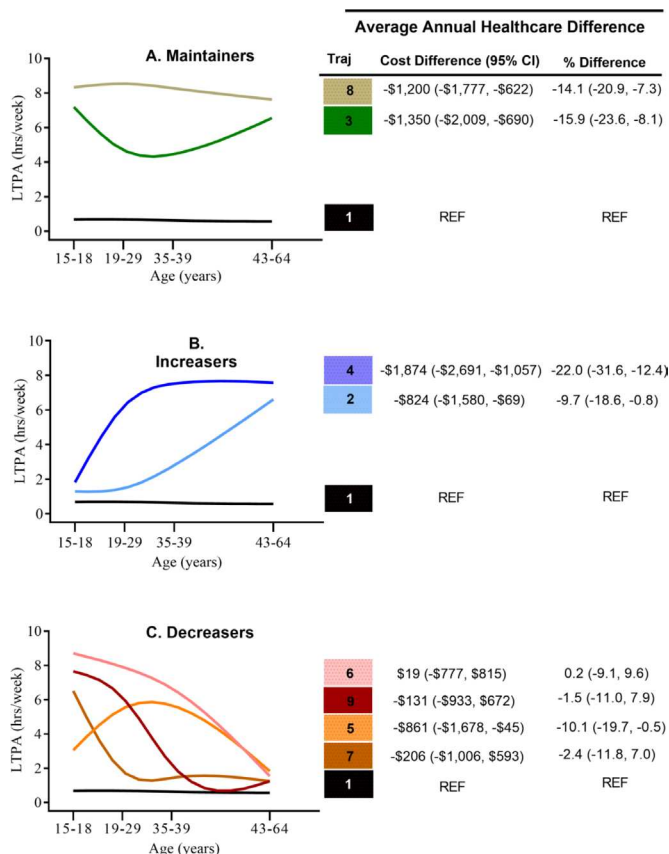 Average Annual Healthcare Difference
A. Maintainers
Traj Cost Difference (95% CI) % Difference
10
8
6
4
2
0
LTPA (hrs/week)
15-18 19-29 35-39 43-64
Age (years)
8 -$1,200 (-$1,777, -$622) -14.1 (-20.9, -7.3)
3 -$1,350 (-$2,009, -$690) -15.9 (-23.6, -8.1)
1 REF REF
B.
Increasers
10
8
6
4
2
0
LTPA (hrs/week)
15-18 19-29 35-39 43-64
Age (years)
4 -$1,874 (-$2,691, -$1,057) -22.0 (-31.6, -12.4)
2 -$824 (-$1,580, -$69) -9.7 (-18.6, -0.8)
1 REF REF
C. Decreasers
10
8
6
4
2
0
LTPA (hrs/week)
15-18 19-29 35-39 43-64
Age (years)
6 $19 (-$777, $815) 0.2 (-9.1, 9.6)
9 -$131 (-$933, $672) -1.5 (-11.0, 7.9)
5 -$861 (-$1,678, -$45) -10.1 (-19.7, -0.5)
7 -$206 (-$1,006, $593) -2.4 (-11.8, 7.0)
1 REF REF